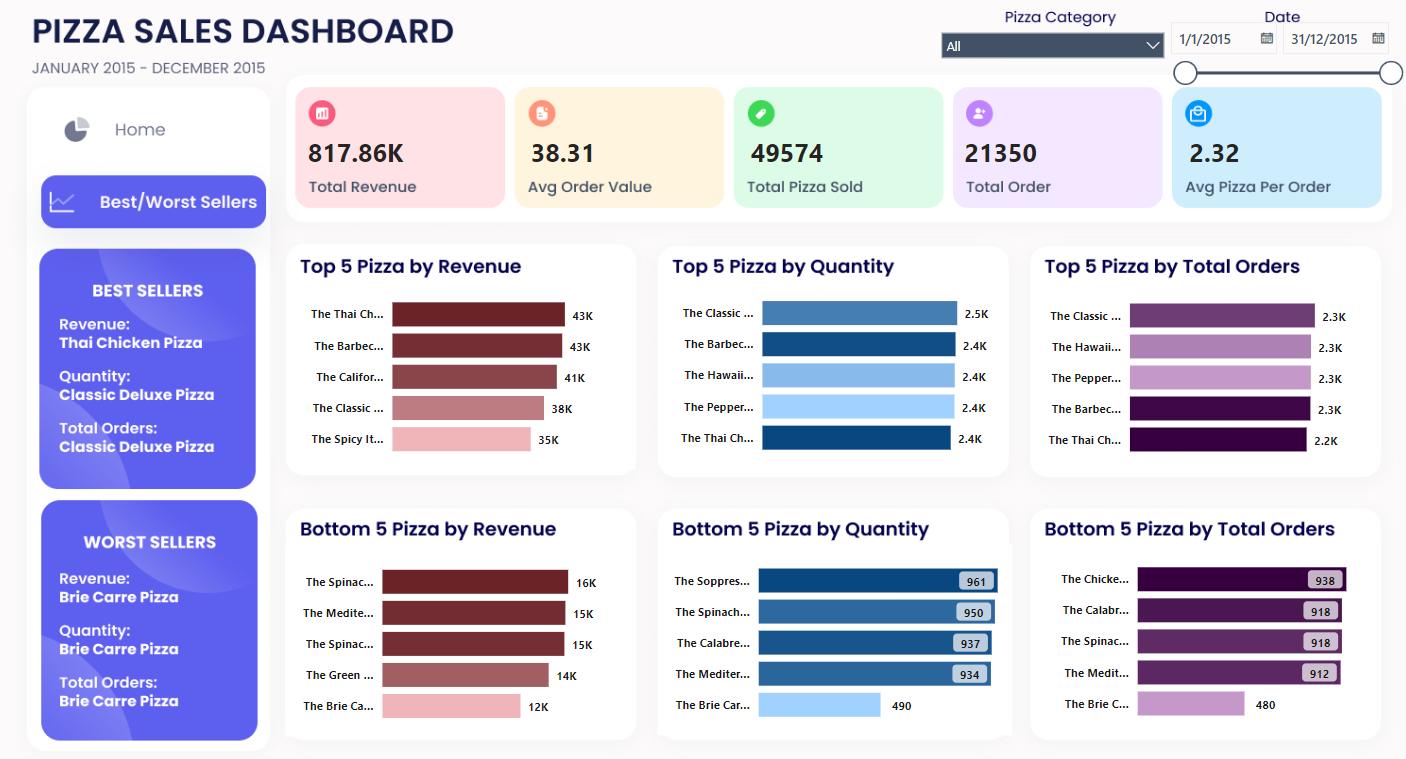 PIZZA SALES DASHBOARD
JANUARY 2015 - DECEMBER 2015
Pizza Category
All
Date
1/1/2015
31/12/2015
Home
Best/Worst Sellers
BEST SELLERS
Revenue:
Thai Chicken Pizza
Quantity:
Classic Deluxe Pizza
Total Orders:
Classic Deluxe Pizza
WORST SELLERS
Revenue:
Brie Carre Pizza
Quantity:
Brie Carre Pizza
Total Orders:
Brie Carre Pizza
817.86K
Total Revenue
38.31
Avg Order Value
49574
Total Pizza Sold
21350
Total Order
2.32
Avg Pizza Per Order
Top 5 Pizza by Revenue
The Thai Ch... 43K
The Barbec... 43K
The Califor... 41K
The Classic ... 38K
The Spicy It... 35K
Top 5 Pizza by Quantity
The Classic ... 2.5K
The Barbec... 2.4K
The Hawaii... 2.4K
The Pepper... 2.4K
The Thai Ch... 2.4K
Top 5 Pizza by Total Orders
The Classic ... 2.3K
The Hawaii... 2.3K
The Pepper... 2.3K
The Barbec... 2.3K
The Thai Ch... 2.2K
Bottom 5 Pizza by Revenue
The Spinac... 16K
The Medite... 15K
The Spinac... 15K
The Green ... 14K
The Brie Ca... 12K
Bottom 5 Pizza by Quantity
The Soppres... 961
The Spinach... 950
The Calabre... 937
The Mediter... 934
The Brie Car... 490
Bottom 5 Pizza by Total Orders
The Chicke... 938
The Calabr... 918
The Spinac... 918
The Medit... 912
The Brie C... 480